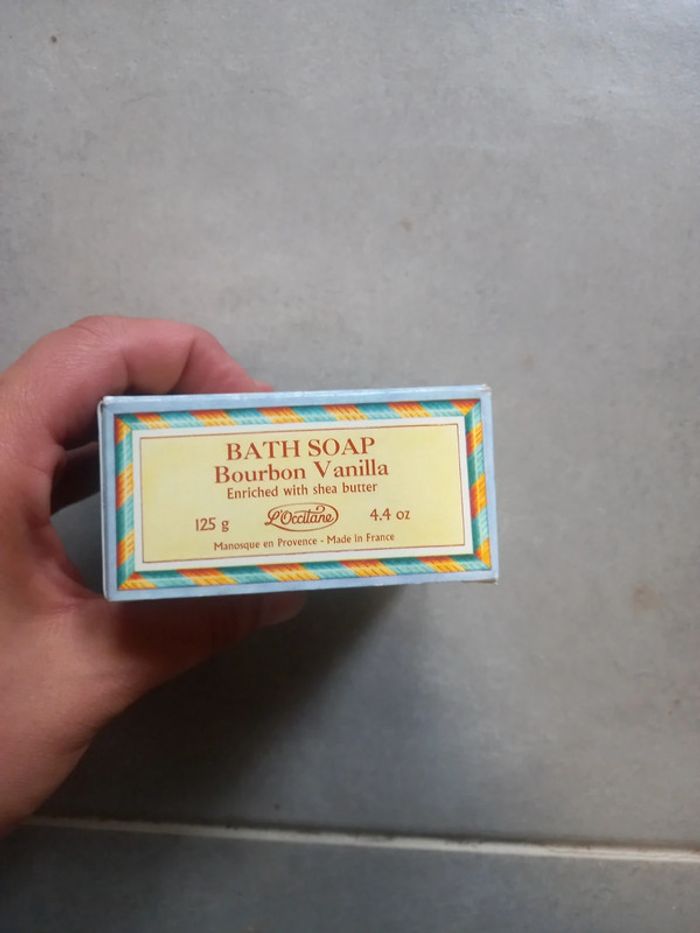 BATH SOAP
Bourbon Vanilla
Enriched with shea butter
125 g L'Occitane 4.4 oz
Manosque en Provence - Made in France